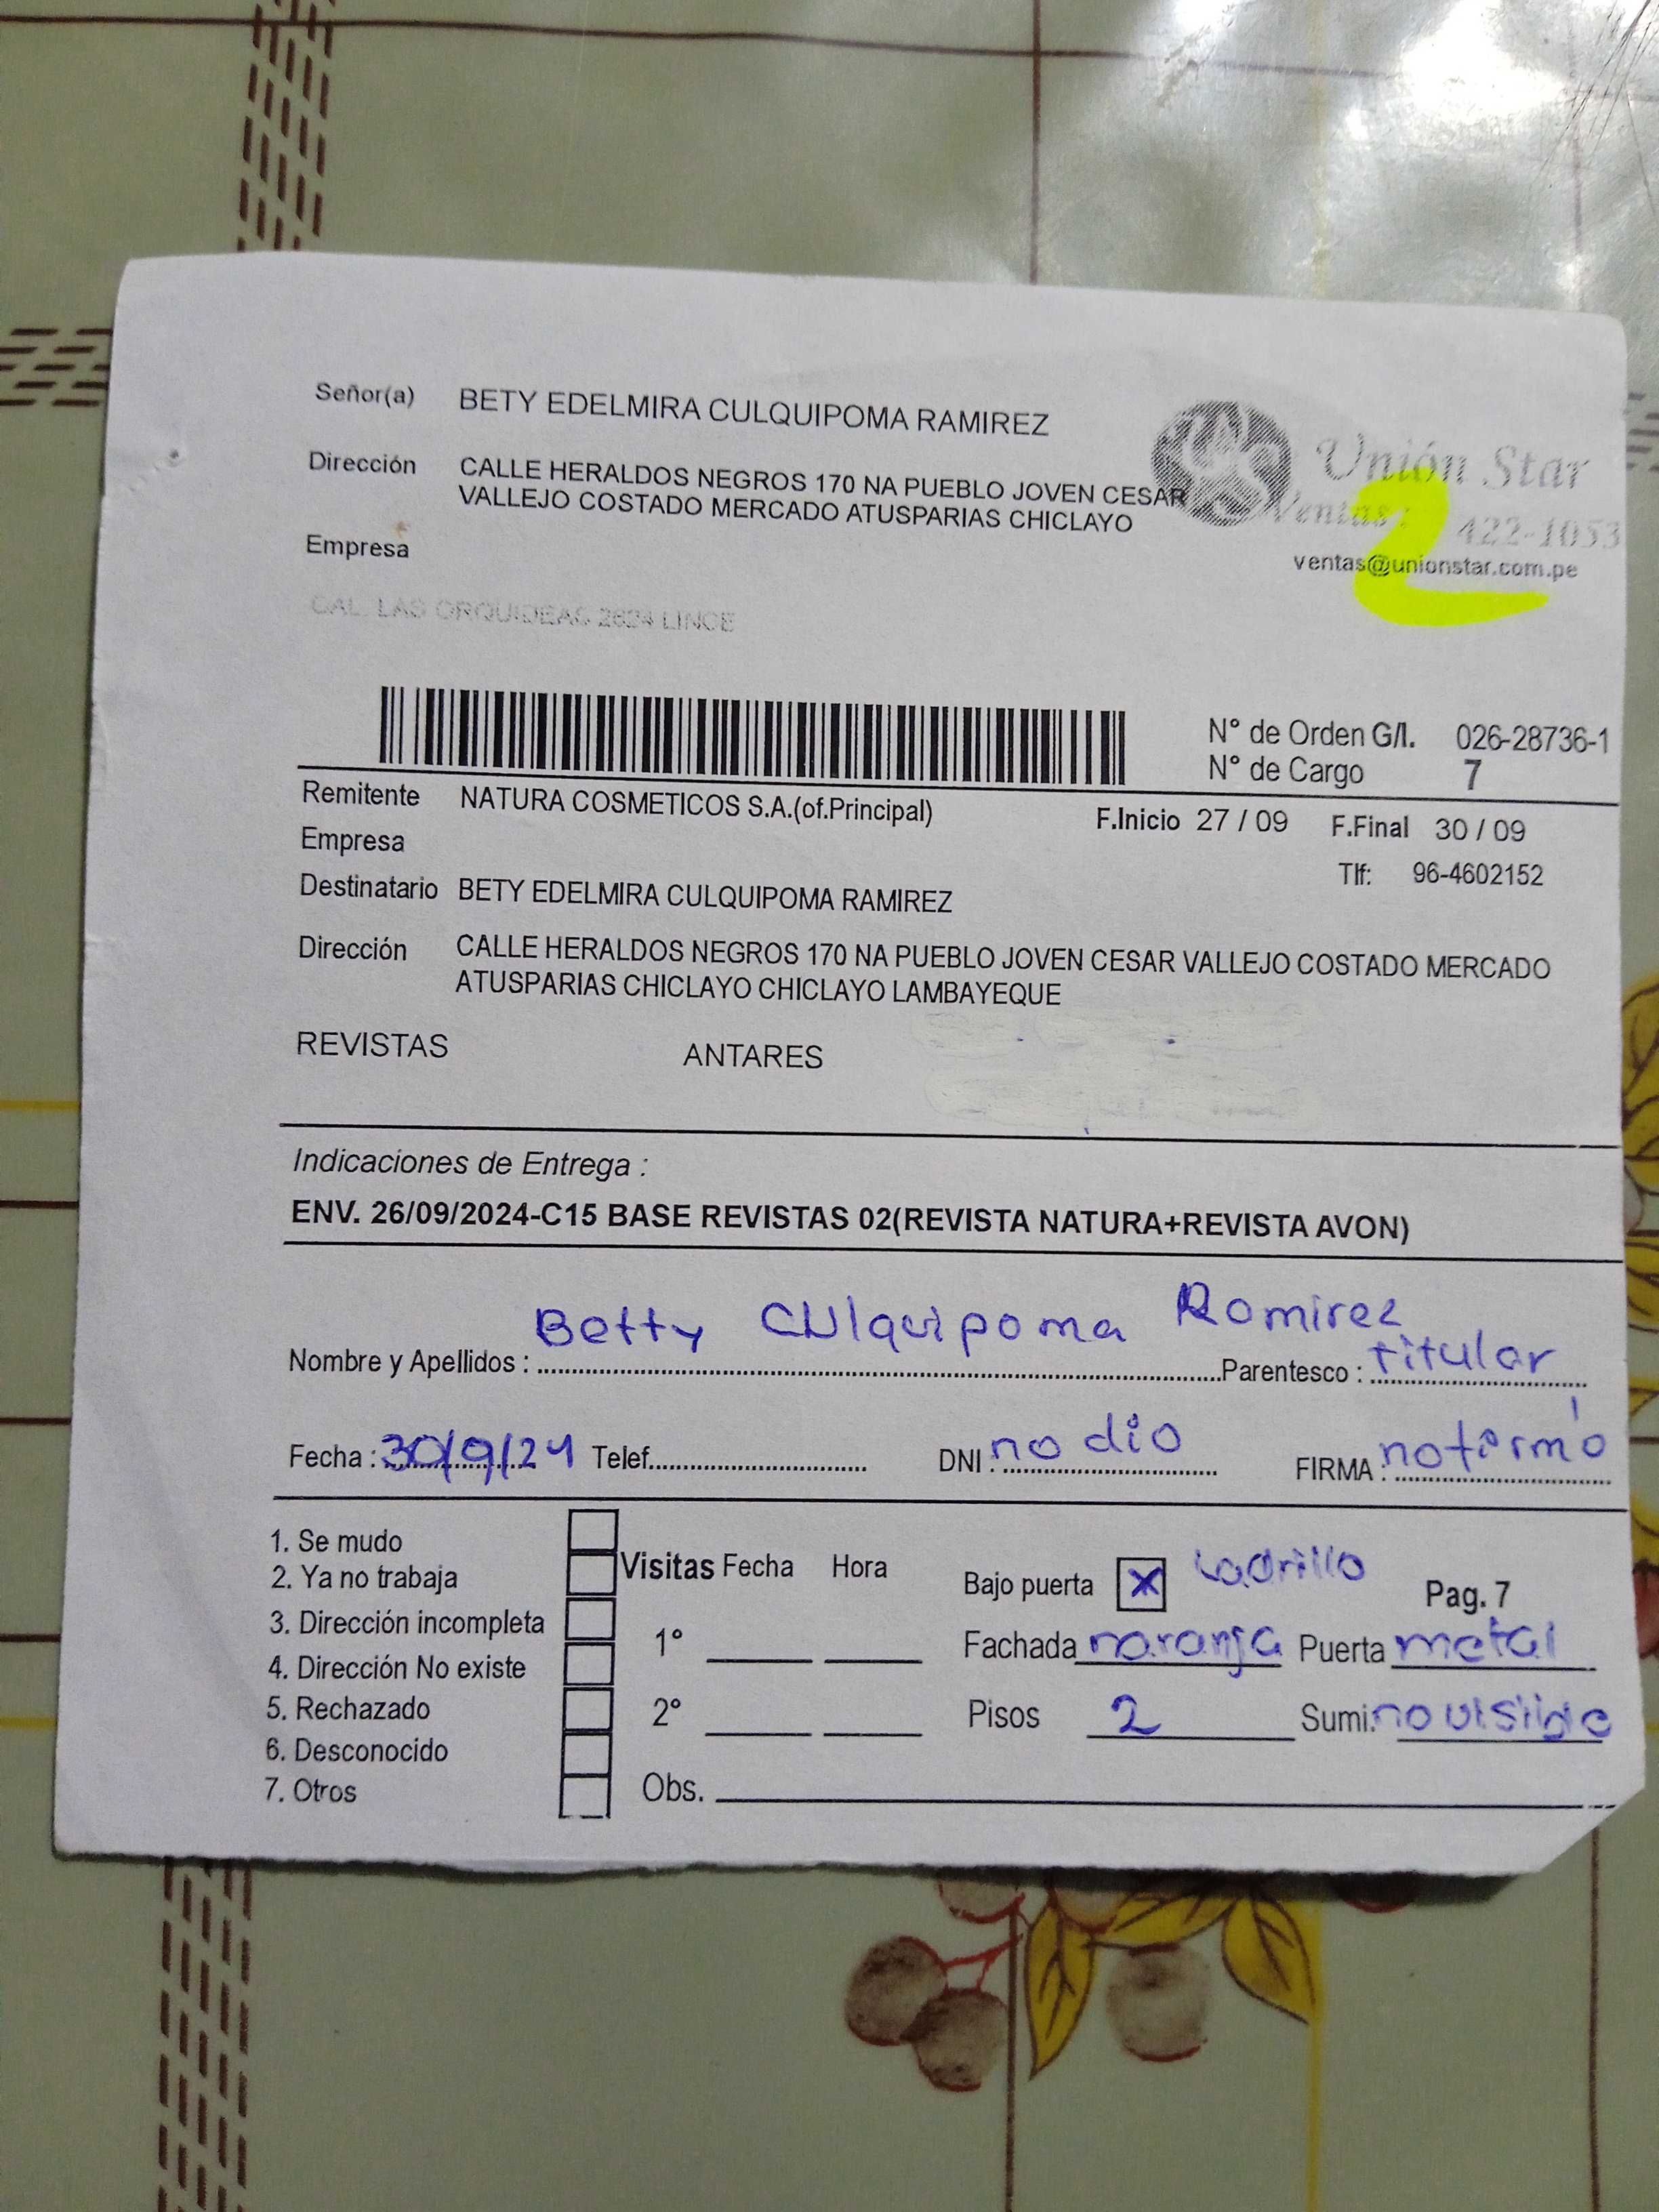 Señor(a) BETY EDELMIRA CULQUIPOMA RAMIREZ
Dirección CALLE HERALDOS NEGROS 170 NA PUEBLO JOVEN CESAR
VALLEJO COSTADO MERCADO ATUSPARIAS CHICLAYO
Empresa
Unión Star
Ventas: 422-1053
ventas@unionstar.com.pe
2
CAL. LAS ORQUIDEAS 2624 LINCE
N° de Orden G/I. 026-28736-1
N° de Cargo 7
Remitente NATURA COSMETICOS S.A.(of.Principal) F.Inicio 27 / 09 F.Final 30 / 09
Empresa
Tlf: 96-4602152
Destinatario BETY EDELMIRA CULQUIPOMA RAMIREZ
Dirección CALLE HERALDOS NEGROS 170 NA PUEBLO JOVEN CESAR VALLEJO COSTADO MERCADO
ATUSPARIAS CHICLAYO CHICLAYO LAMBAYEQUE
REVISTAS ANTARES
Indicaciones de Entrega :
ENV. 26/09/2024-C15 BASE REVISTAS 02(REVISTA NATURA+REVISTA AVON)
Nombre y Apellidos : Betty Culquipoma Ramirez Parentesco : titular
Fecha : 30/9/24 Telef. DNI : no dio FIRMA : no firmó
1. Se mudo
2. Ya no trabaja
3. Dirección incompleta
4. Dirección No existe
5. Rechazado
6. Desconocido
7. Otros
Visitas Fecha Hora
1°
2°
Obs.
Bajo puerta X Ladrillo Pag. 7
Fachada naranja Puerta metal
Pisos 2 Sumi. no visible